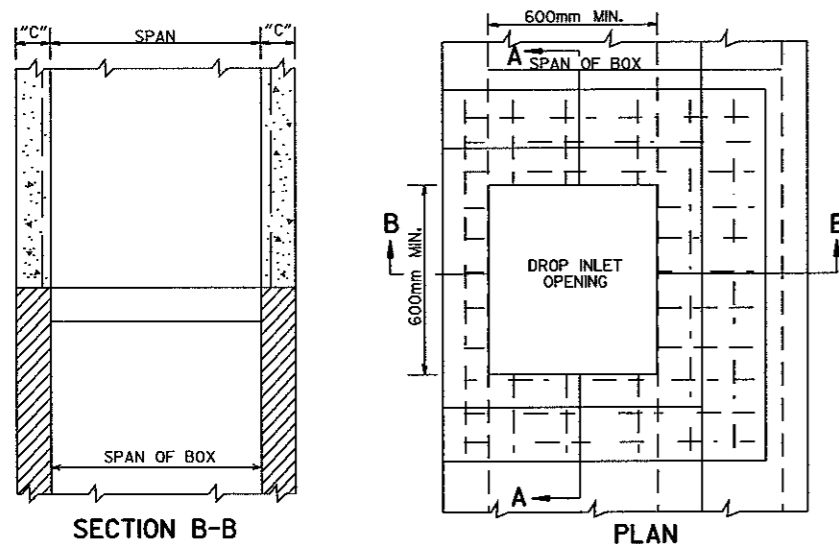 "C"
SPAN
"C"
SPAN OF BOX
SECTION B-B
600mm MIN.
A
SPAN OF BOX
B
B
600mm MIN.
DROP INLET
OPENING
A
PLAN